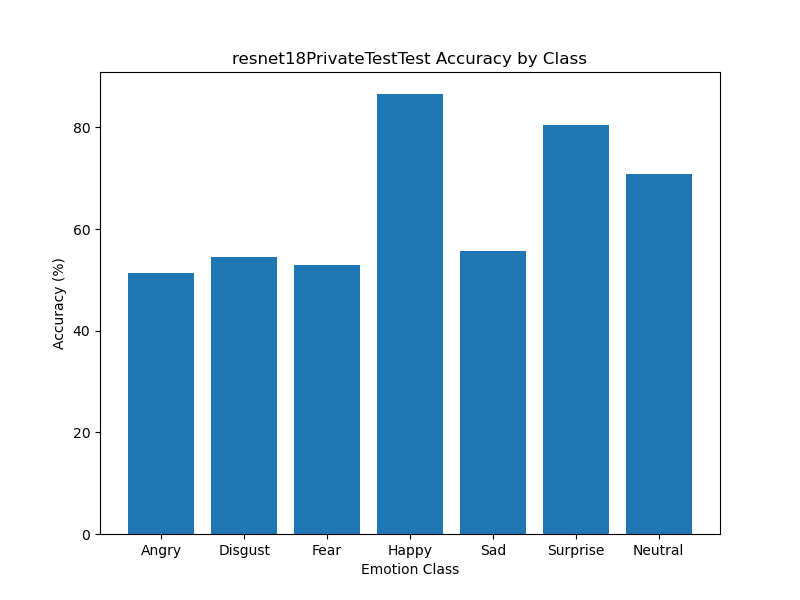 resnet18PrivateTestTest Accuracy by Class
80
60
40
20
0
Accuracy (%)
Angry Disgust Fear Happy Sad Surprise Neutral
Emotion Class